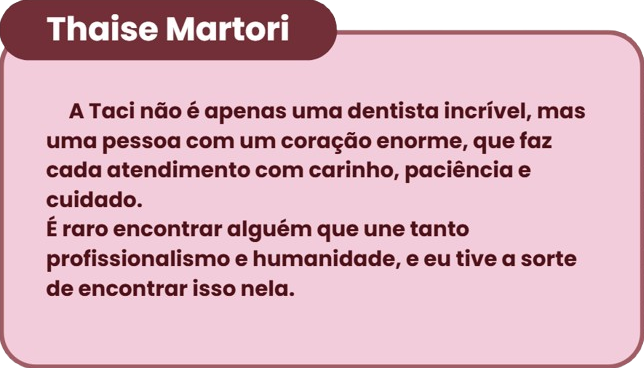 Thaise Martori
A Taci não é apenas uma dentista incrível, mas
uma pessoa com um coração enorme, que faz
cada atendimento com carinho, paciência e
cuidado.
É raro encontrar alguém que une tanto
profissionalismo e humanidade, e eu tive a sorte
de encontrar isso nela.